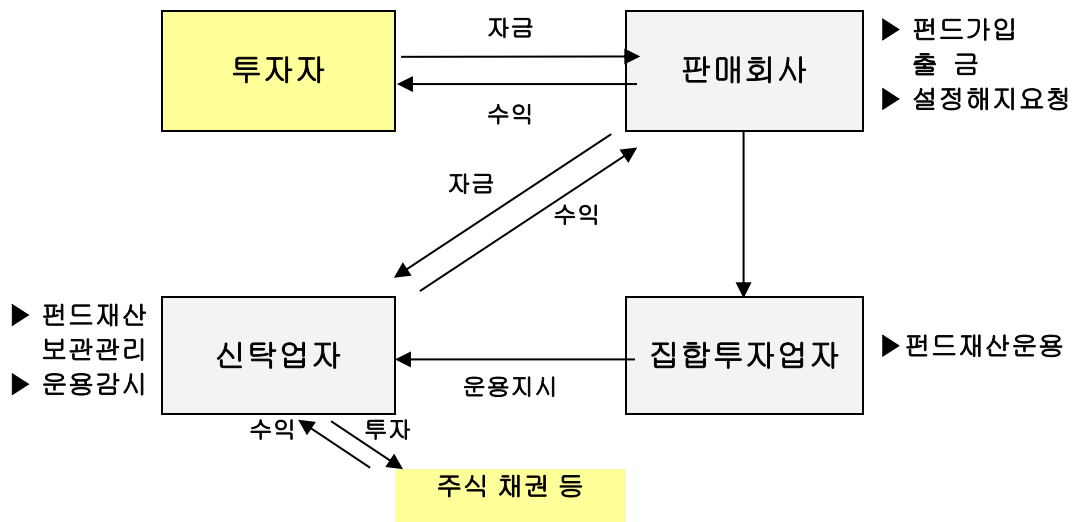 자금
투자자
판매회사
▶ 펀드가입
출 금
▶ 설정해지요청
수익
자금
수익
▶ 펀드재산
보관관리
▶ 운용감시
신탁업자
집합투자업자
▶펀드재산운용
운용지시
수익
투자
주식 채권 등